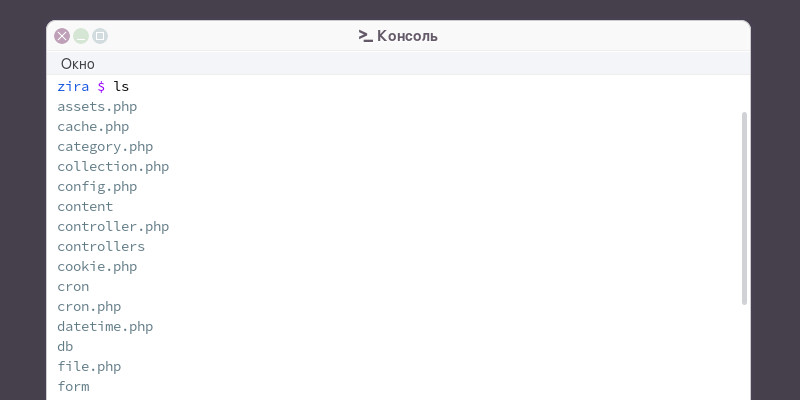 >_ Консоль
Окно
zira $ ls
assets.php
cache.php
category.php
collection.php
config.php
content
controller.php
controllers
cookie.php
cron
cron.php
datetime.php
db
file.php
form